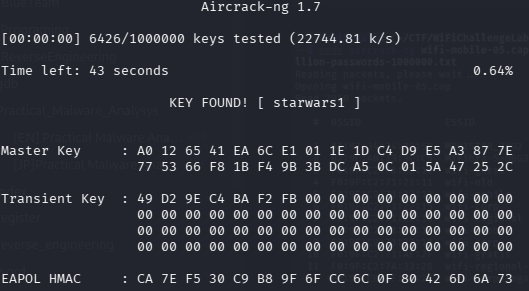 Aircrack-ng 1.7
[00:00:00] 6426/1000000 keys tested (22744.81 k/s)
Time left: 43 seconds 0.64%
KEY FOUND! [ starwars1 ]
Master Key : A0 12 65 41 EA 6C E1 01 1E 1D C4 D9 E5 A3 87 7E
77 53 66 F8 1B F4 9B 3B DC A5 0C 01 5A 47 25 2C
Transient Key : 49 D2 9E C4 BA F2 FB 00 00 00 00 00 00 00 00 00
00 00 00 00 00 00 00 00 00 00 00 00 00 00 00 00
00 00 00 00 00 00 00 00 00 00 00 00 00 00 00 00
00 00 00 00 00 00 00 00 00 00 00 00 00 00 00 00
EAPOL HMAC : CA 7E F5 30 C9 B8 9F 6F CC 6C 0F 80 42 6D 6A 73